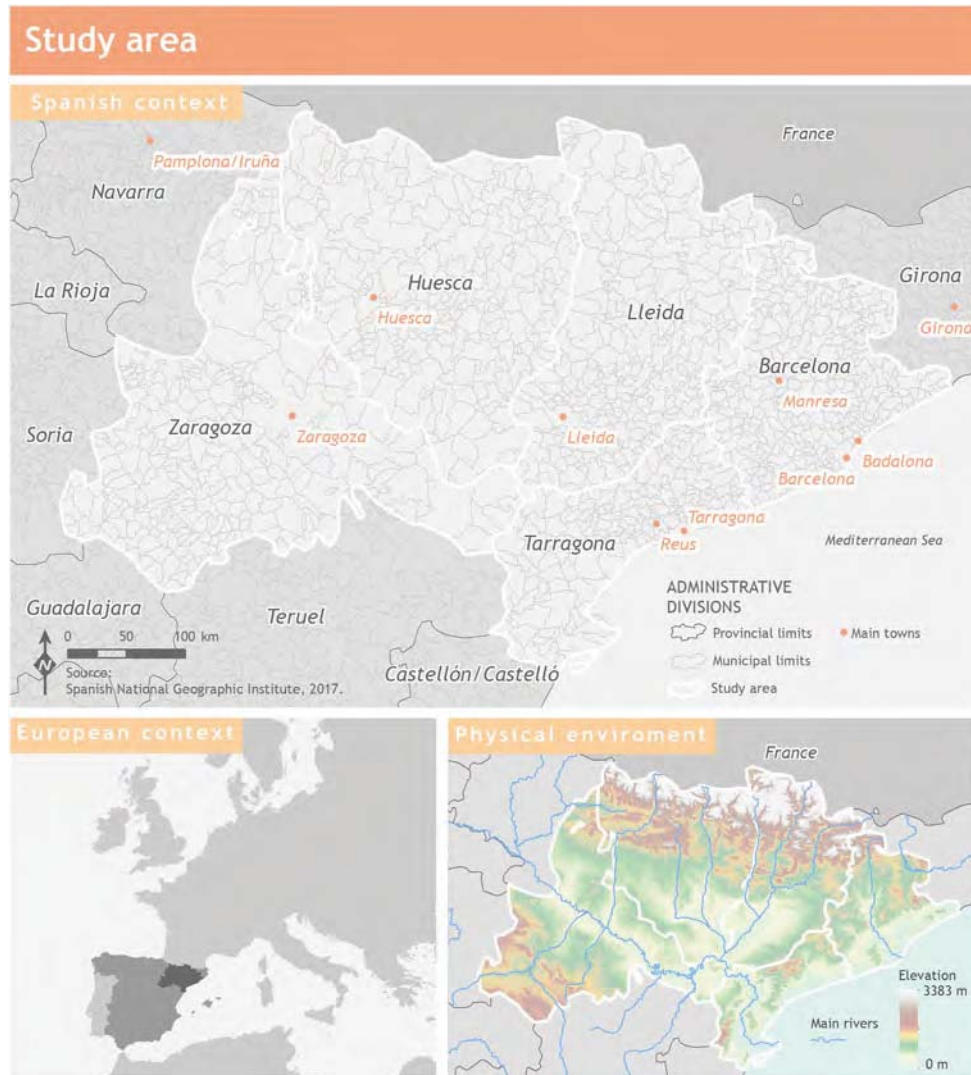 Study area
Spanish context
France
Pamplona/Iruña
Navarra
La Rioja
Huesca
Huesca
Lleida
Girona
Girona
Barcelona
Manresa
Soria
Zaragoza
Zaragoza
Lleida
Badalona
Barcelona
Tarragona
Reus
Tarragona
Mediterranean Sea
Guadalajara
Teruel
Castellón/Castelló
ADMINISTRATIVE
DIVISIONS
Provincial limits
Main towns
Municipal limits
Study area
0 50 100 km
N
Source:
Spanish National Geographic Institute, 2017.
European context
Physical enviroment
France
Elevation
3383 m
Main rivers
0 m